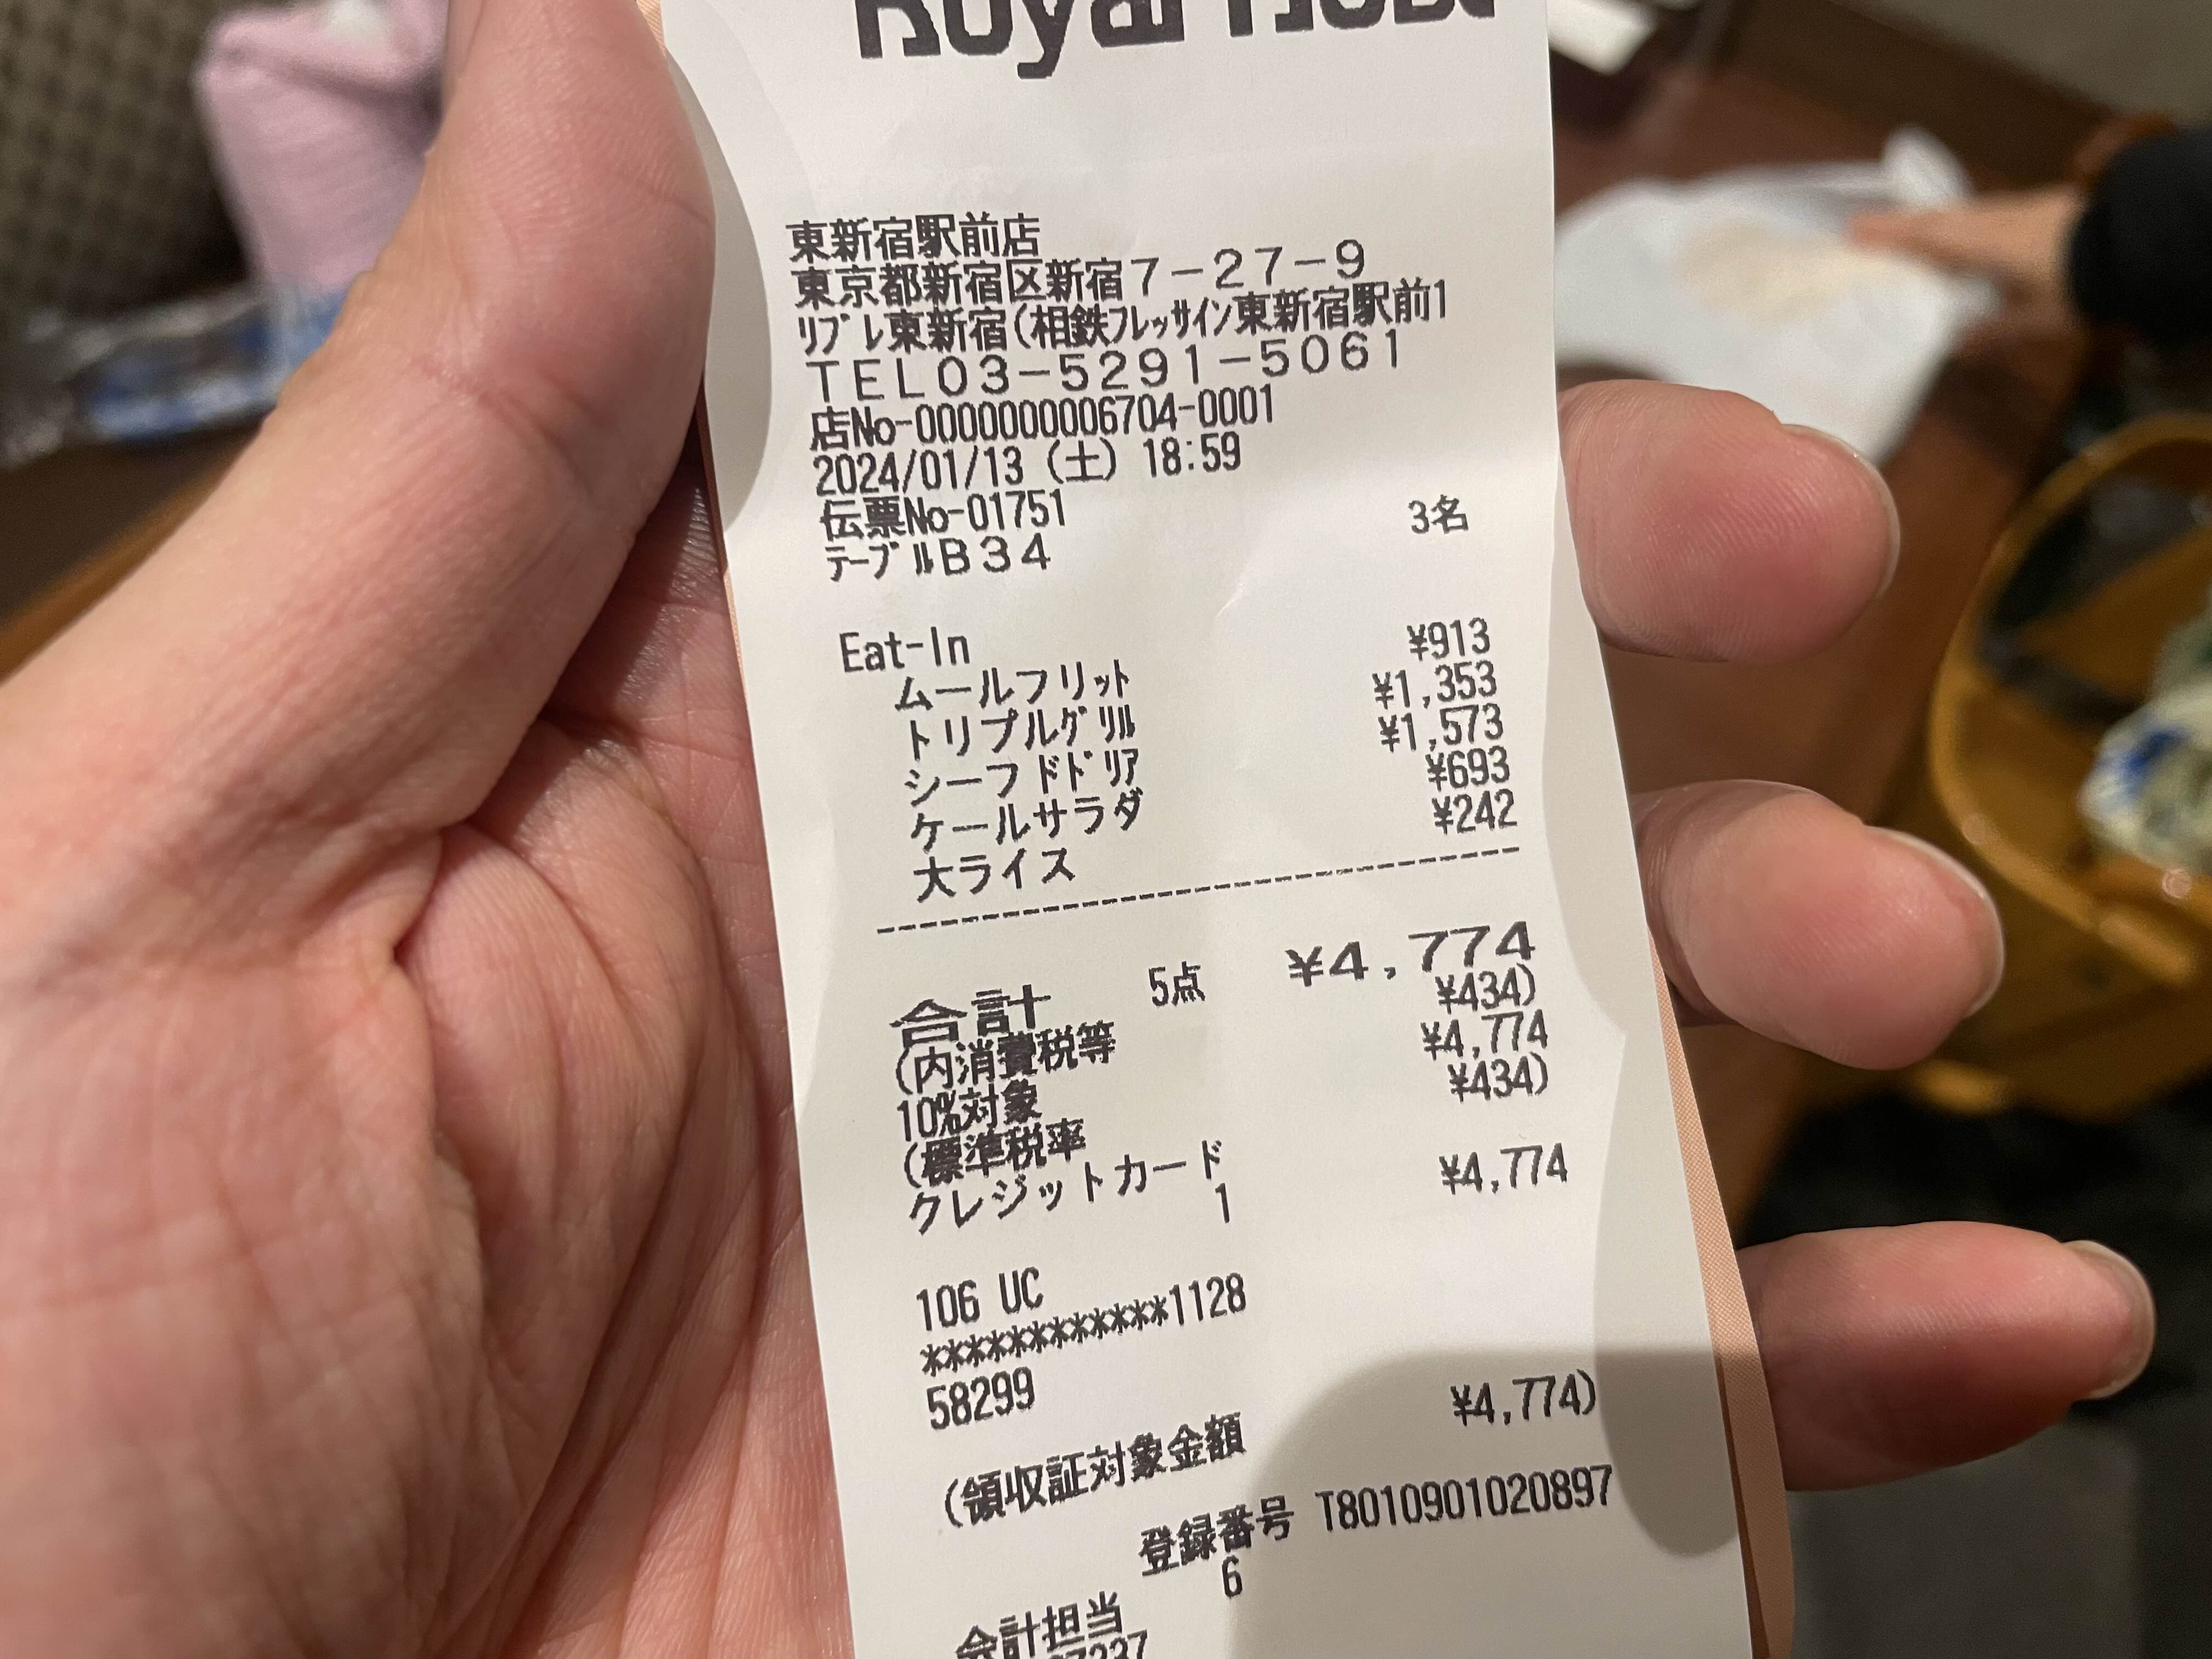 Royal Host
東新宿駅前店
東京都新宿区新宿7-27-9
リブレ東新宿(相鉄フレッサイン東新宿駅前1
TEL03-5291-5061
店No-0000000006704-0001
2024/01/13 (土) 18:59
伝票No-01751 3名
テーブルB34
Eat-In
ムールフリット ¥913
トリプルグリル ¥1,353
シーフドドリア ¥1,573
ケールサラダ ¥693
大ライス ¥242
合計 5点 ¥4,774
(内消費税等 ¥434)
10%対象 ¥4,774
(標準税率 ¥434)
クレジットカード ¥4,774
1
106 UC
************1128
58299
(領収証対象金額 ¥4,774)
登録番号 T8010901020897
6
会計担当